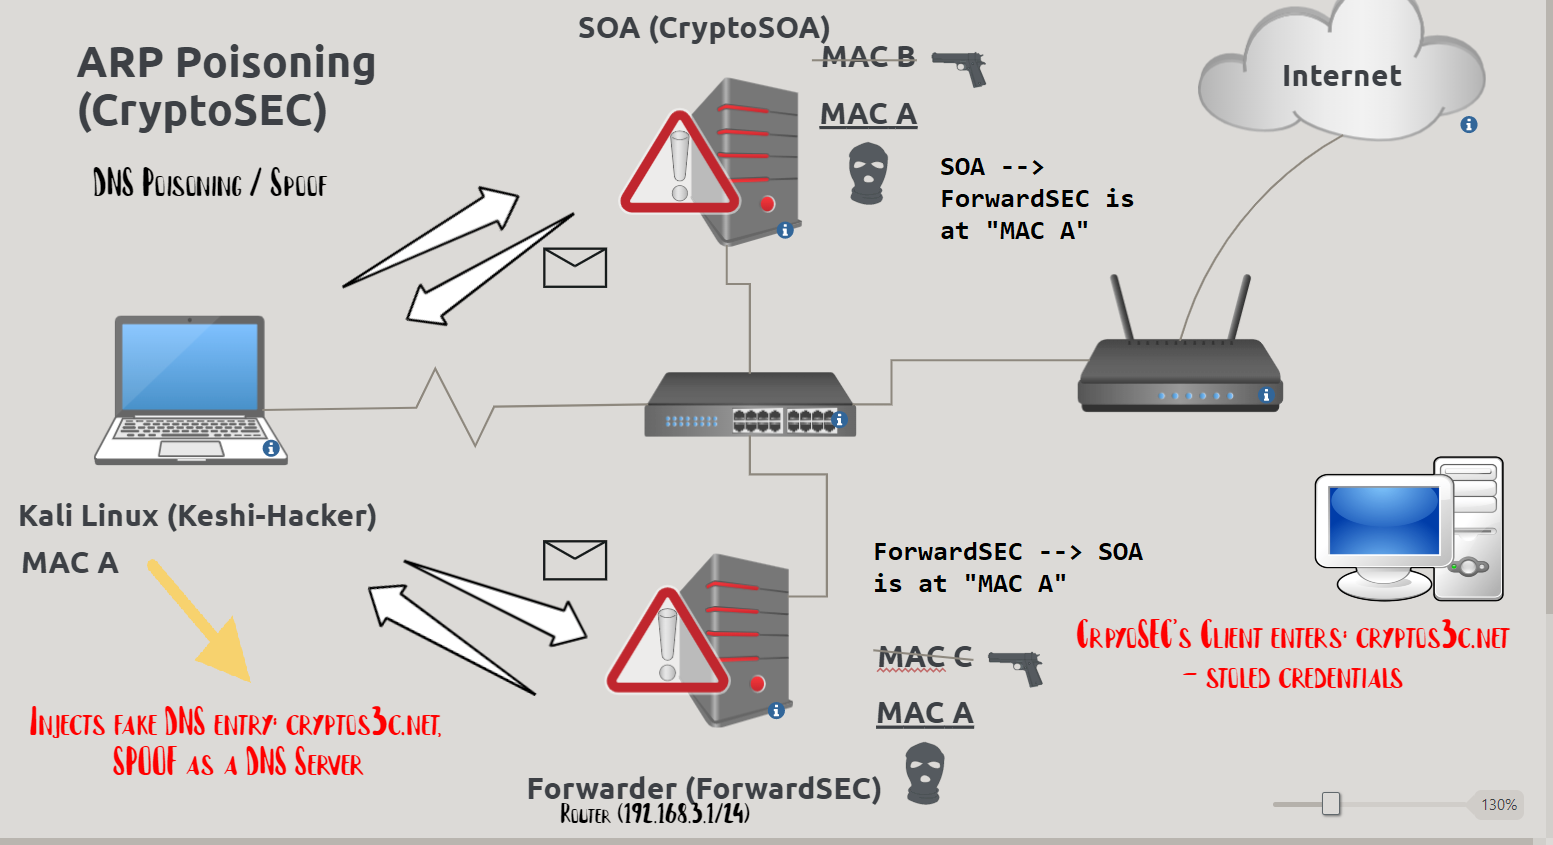 ARP Poisoning
(CryptoSEC)
DNS Poisoning / Spoof
SOA (CryptoSOA)
MAC B
MAC A
SOA -->
ForwardSEC is
at "MAC A"
Internet
Kali Linux (Keshi-Hacker)
MAC A
Injects fake DNS entry: cryptos3c.net,
SPOOF as a DNS Server
ForwardSEC --> SOA
is at "MAC A"
MAC C
MAC A
Forwarder (ForwardSEC)
Router (192.168.3.1/24)
CrpyoSEC's Client enters: cryptos3c.net
- stoled credentials
130%